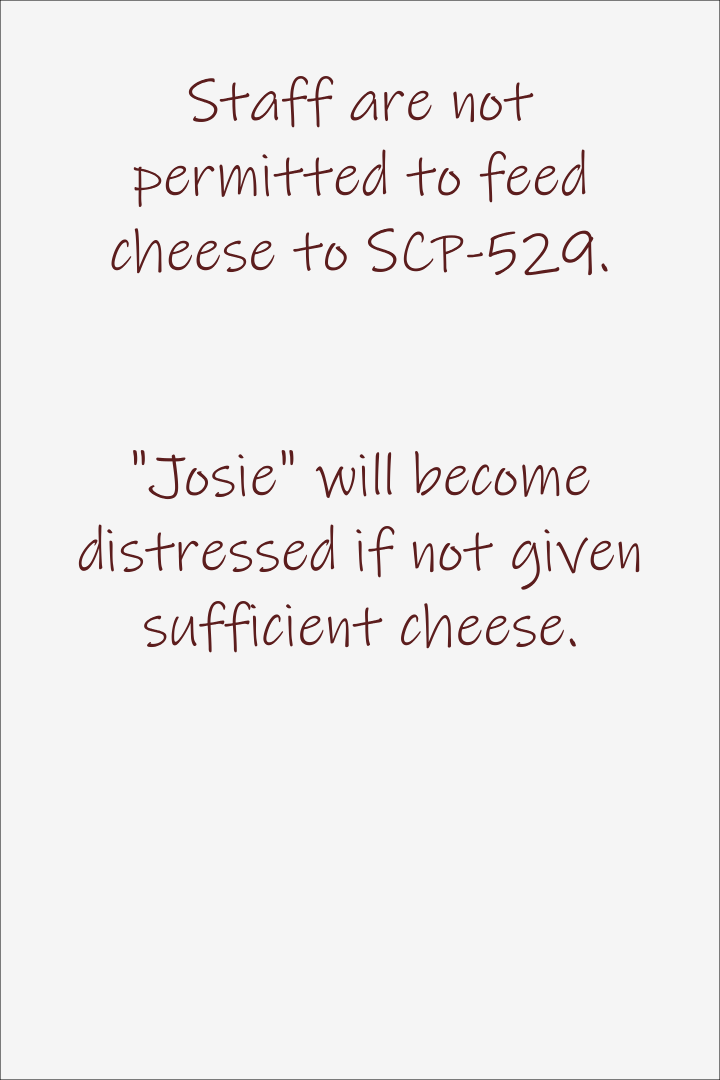 Staff are not
permitted to feed
cheese to SCP-529.
"Josie" will become
distressed if not given
sufficient cheese.